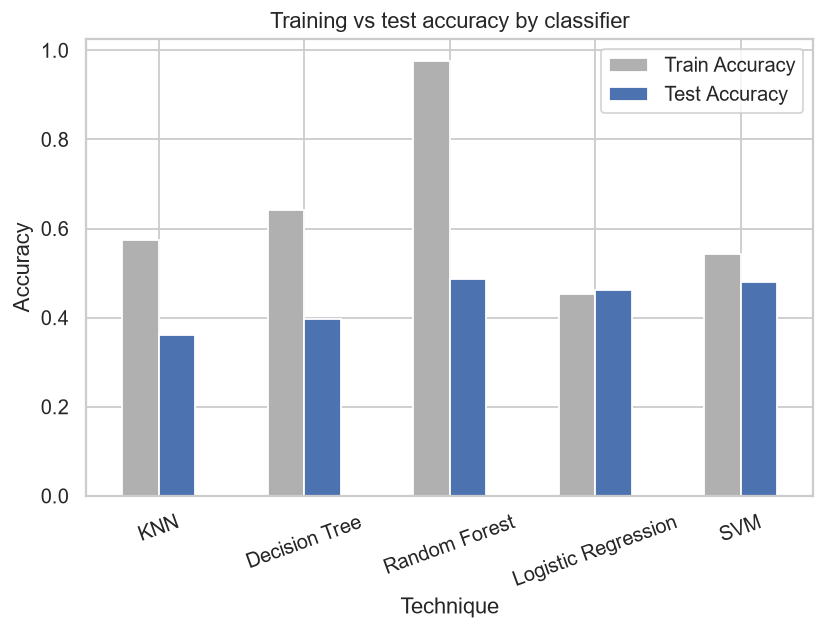 Training vs test accuracy by classifier
Train Accuracy
Test Accuracy
Accuracy
1.0
0.8
0.6
0.4
0.2
0.0
KNN
Decision Tree
Random Forest
Logistic Regression
SVM
Technique